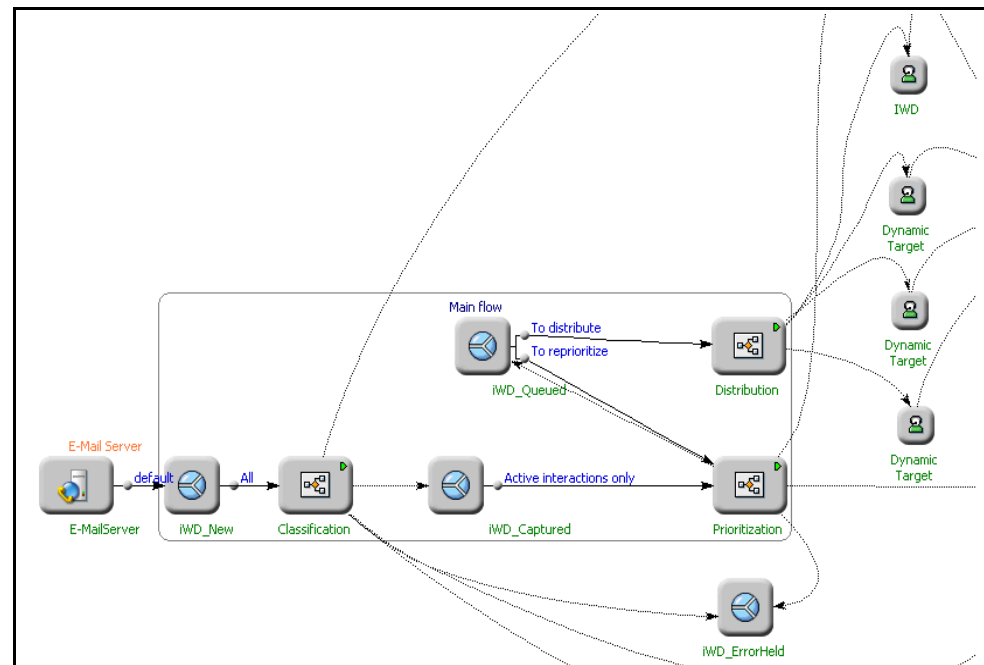 IWD
Dynamic
Target
Main flow
To distribute
To reprioritize
iWD_Queued
Distribution
Dynamic
Target
E-Mail Server
default
All
Active interactions only
Dynamic
Target
E-MailServer
iWD_New
Classification
iWD_Captured
Prioritization
iWD_ErrorHeld